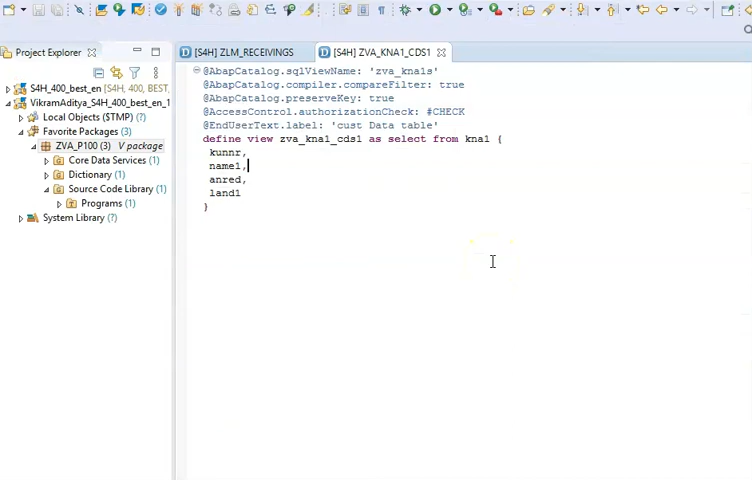 Project Explorer
[S4H] ZLM_RECEIVINGS
[S4H] ZVA_KNA1_CDS1
S4H_400_best_en [S4H, 400, BEST_
VikramAditya_S4H_400_best_en_1
Local Objects ($TMP) (?)
Favorite Packages (3)
ZVA_P100 (3) V package
Core Data Services (1)
Dictionary (1)
Source Code Library (1)
Programs (1)
System Library (?)
@AbapCatalog.sqlViewName: 'zva_kna1s'
@AbapCatalog.compiler.compareFilter: true
@AbapCatalog.preserveKey: true
@AccessControl.authorizationCheck: #CHECK
@EndUserText.label: 'cust Data table'
define view zva_kna1_cds1 as select from kna1 {
kunnr,
name1,
anred,
land1
}